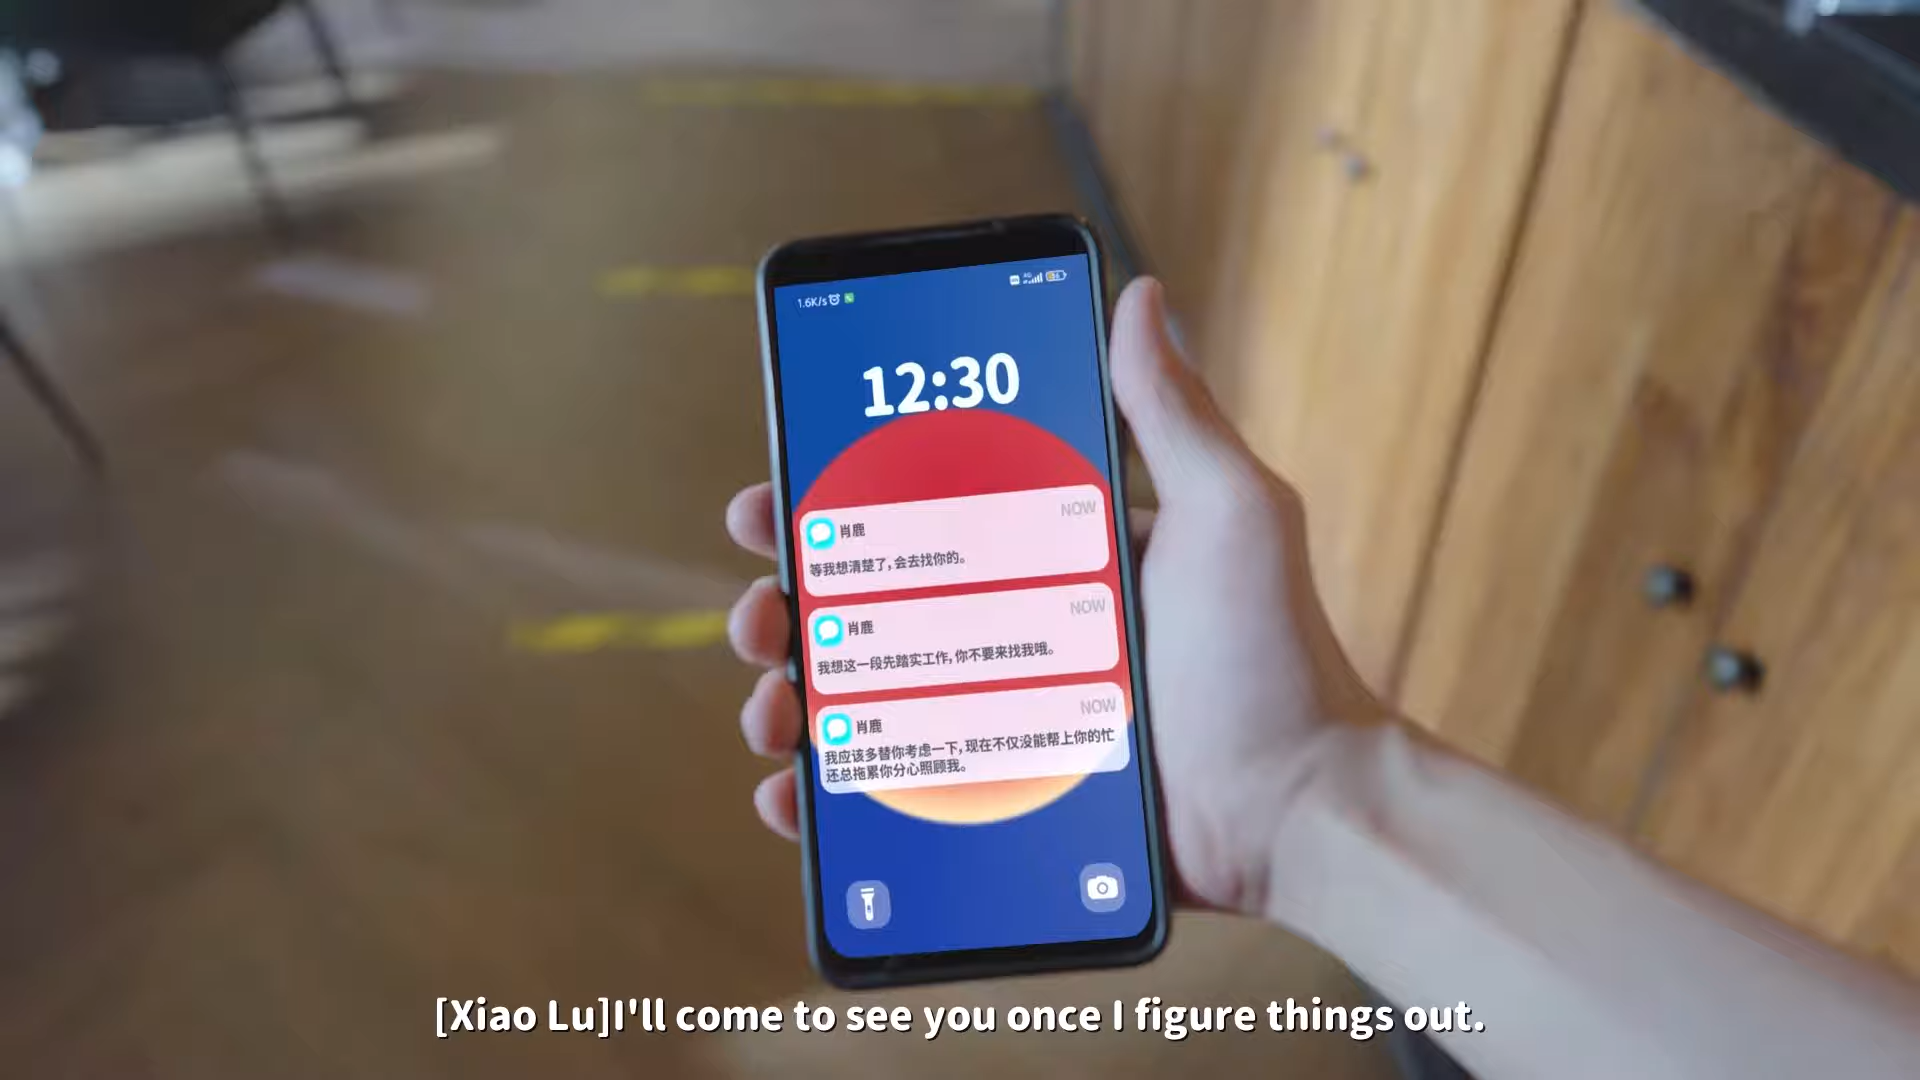 1.6K/s
12:30
肖鹿
NOW
等我想清楚了,会去找你的。
肖鹿
NOW
我想这一段先踏实工作,你不要来找我哦。
肖鹿
NOW
我应该多替你考虑一下,现在不仅没能帮上你的忙
还总拖累你分心照顾我。
[Xiao Lu]I'll come to see you once I figure things out.